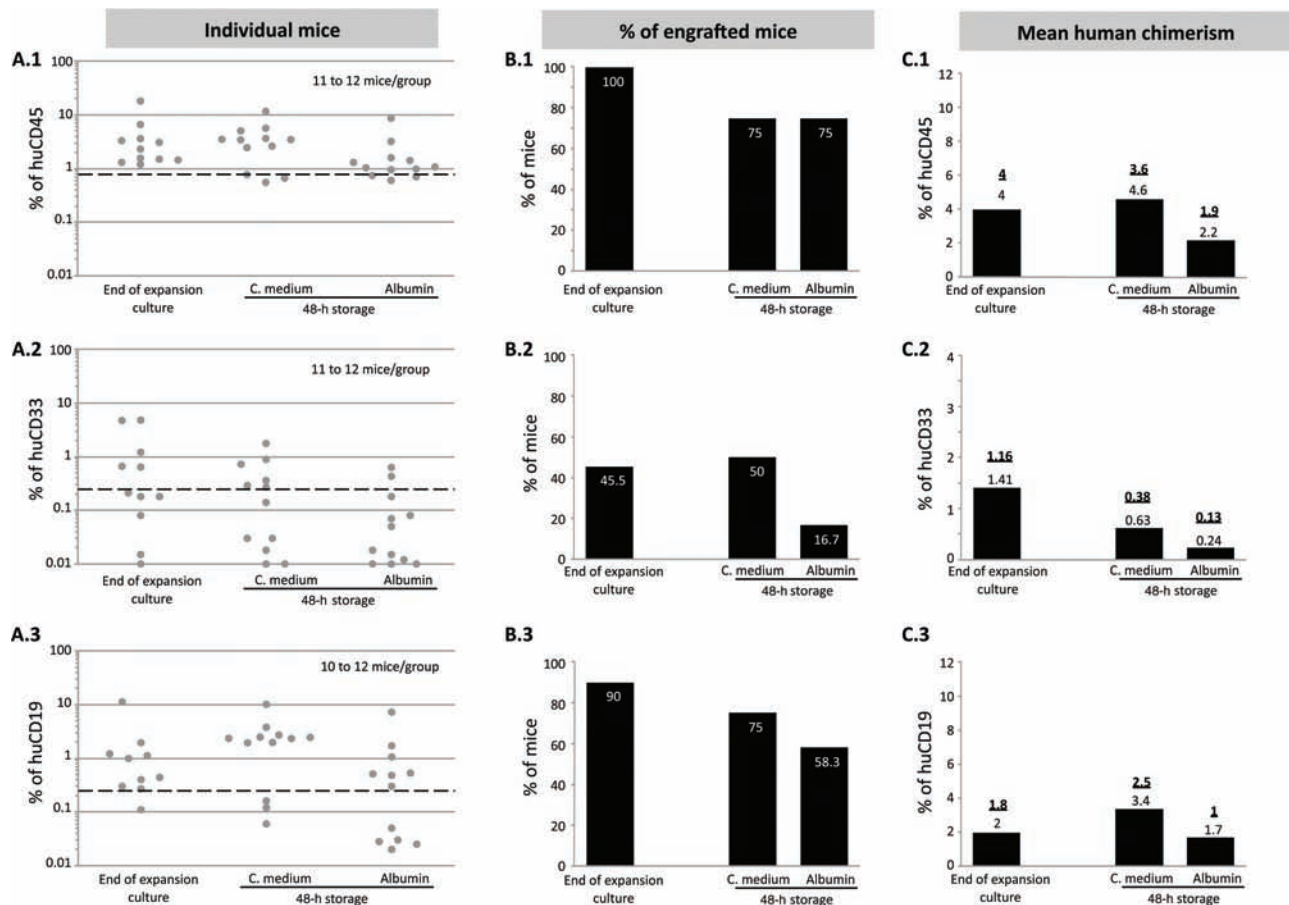 Individual mice
% of engrafted mice
Mean human chimerism
A.1
11 to 12 mice/group
% of huCD45
100
10
1
0.1
0.01
End of expansion
culture
C. medium
Albumin
48-h storage
B.1
% of mice
100
80
60
40
20
0
100
75
75
End of expansion
culture
C. medium
Albumin
48-h storage
C.1
% of huCD45
12
10
8
6
4
2
0
4
4
3.6
4.6
1.9
2.2
End of expansion
culture
C. medium
Albumin
48-h storage
A.2
11 to 12 mice/group
% of huCD33
100
10
1
0.1
0.01
End of expansion
culture
C. medium
Albumin
48-h storage
B.2
% of mice
100
80
60
40
20
0
45.5
50
16.7
End of expansion
culture
C. medium
Albumin
48-h storage
C.2
% of huCD33
4
3
2
2
1
1
0
1.16
1.41
0.38
0.63
0.13
0.24
End of expansion
culture
C. medium
Albumin
48-h storage
A.3
10 to 12 mice/group
% of huCD19
100
10
1
0.1
0.01
End of expansion
culture
C. medium
Albumin
48-h storage
B.3
% of mice
100
80
60
40
20
0
90
75
58.3
End of expansion
culture
C. medium
Albumin
48-h storage
C.3
% of huCD19
12
10
8
6
4
2
0
1.8
2
2.5
3.4
1
1.7
End of expansion
culture
C. medium
Albumin
48-h storage